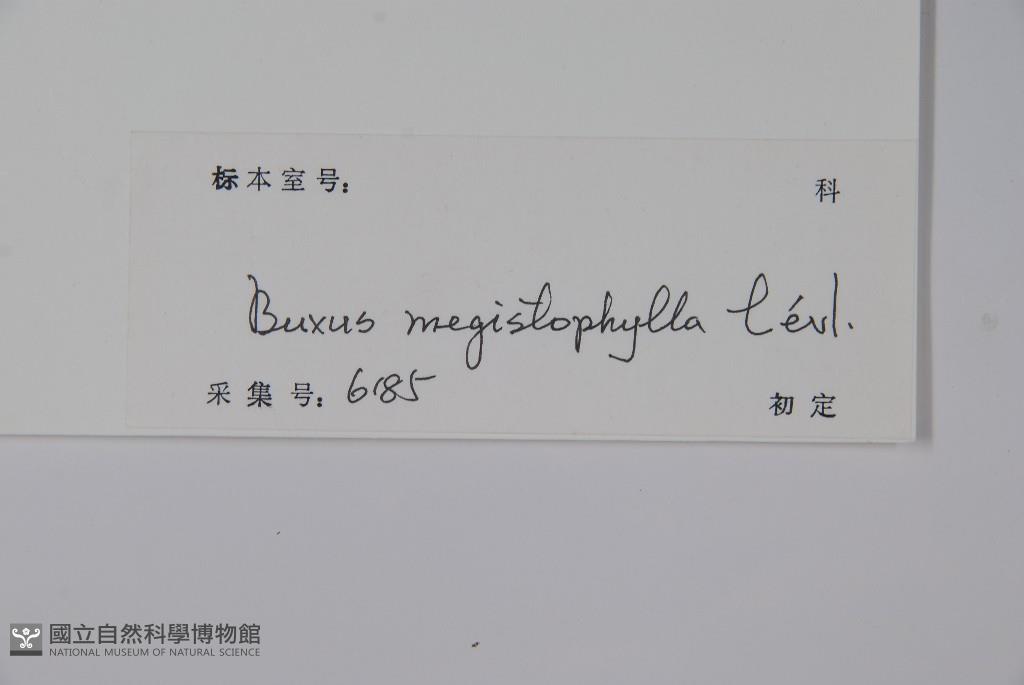 标本室号： 科
Buxus megistophylla Lévl.
采集号：6185 初定
國立自然科學博物館
NATIONAL MUSEUM OF NATURAL SCIENCE